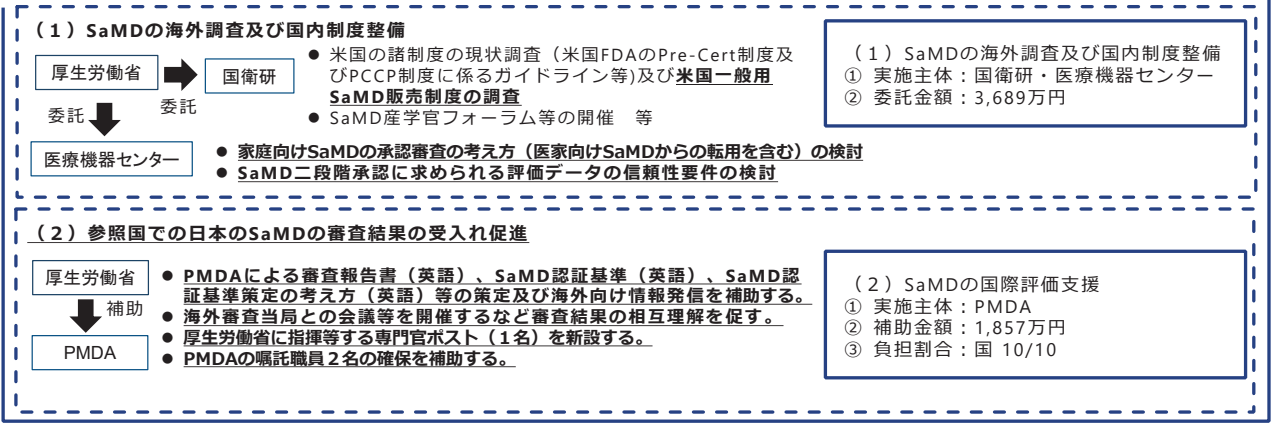 (1)SaMDの海外調査及び国内制度整備
厚生労働省
国衛研
委託
委託
医療機器センター
● 米国の諸制度の現状調査（米国FDAのPre-Cert制度及
びPCCP制度に係るガイドライン等)及び米国一般用
SaMD販売制度の調査
● SaMD産学官フォーラム等の開催　等
● 家庭向けSaMDの承認審査の考え方（医家向けSaMDからの転用を含む）の検討
● SaMD二段階承認に求められる評価データの信頼性要件の検討
（1）SaMDの海外調査及び国内制度整備
① 実施主体：国衛研・医療機器センター
② 委託金額：3,689万円
（2）参照国での日本のSaMDの審査結果の受入れ促進
厚生労働省
補助
PMDA
● PMDAによる審査報告書（英語）、SaMD認証基準（英語）、SaMD認
証基準策定の考え方（英語）等の策定及び海外向け情報発信を補助する。
● 海外審査当局との会議等を開催するなど審査結果の相互理解を促す。
● 厚生労働省に指揮等する専門官ポスト（１名）を新設する。
● PMDAの嘱託職員２名の確保を補助する。
（2）SaMDの国際評価支援
① 実施主体：PMDA
② 補助金額：1,857万円
③ 負担割合：国 10/10